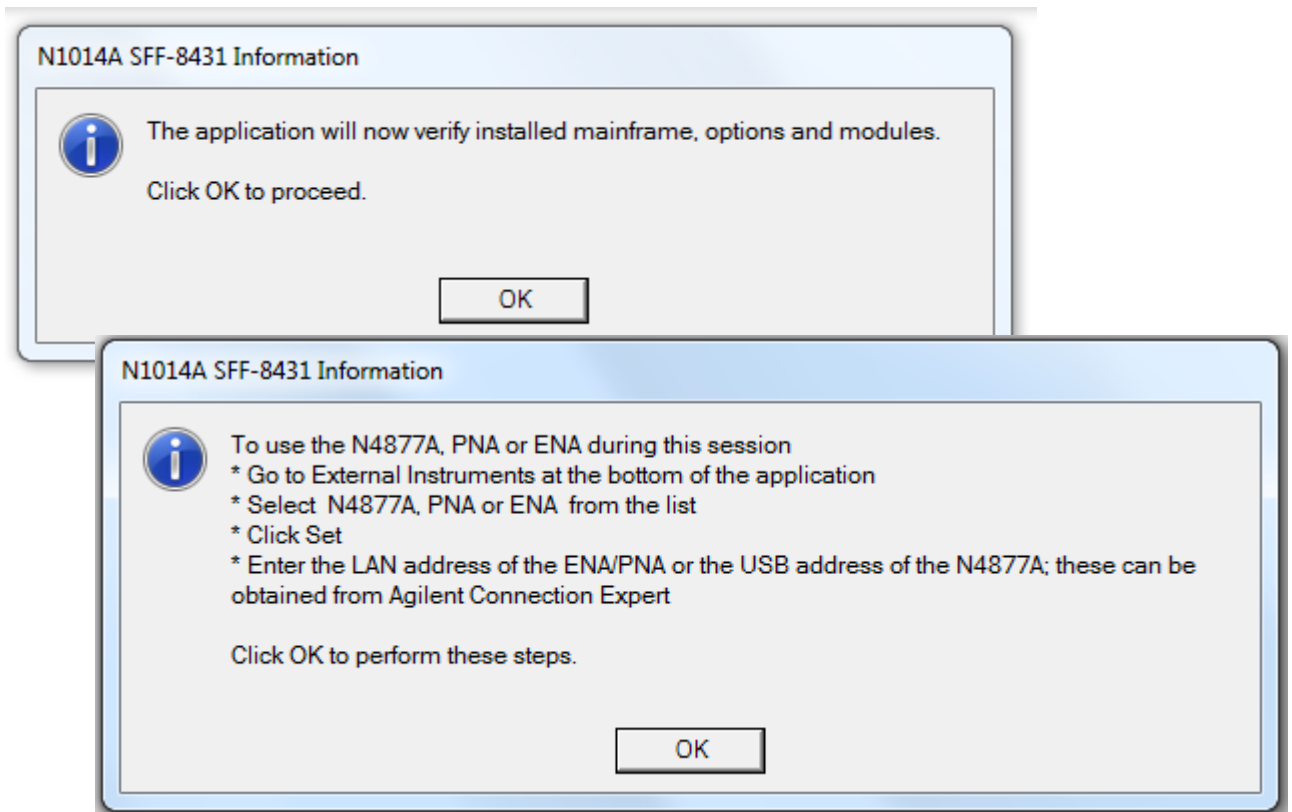 N1014A SFF-8431 Information
The application will now verify installed mainframe, options and modules.
Click OK to proceed.
OK
N1014A SFF-8431 Information
To use the N4877A, PNA or ENA during this session
* Go to External Instruments at the bottom of the application
* Select  N4877A, PNA or ENA  from the list
* Click Set
* Enter the LAN address of the ENA/PNA or the USB address of the N4877A; these can be
obtained from Agilent Connection Expert
Click OK to perform these steps.
OK